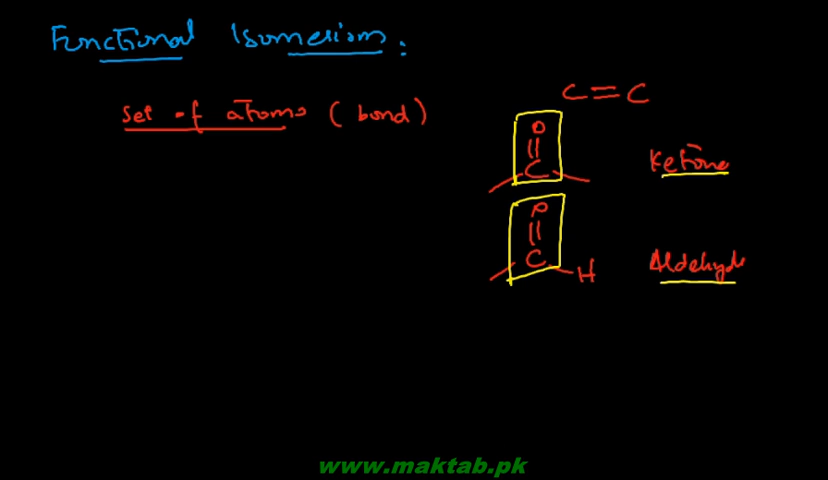 Functional Isomerism:
set of atoms (bond)
C=C
O
||
C
Ketone
O
||
C
H
Aldehyde
www.maktab.pk